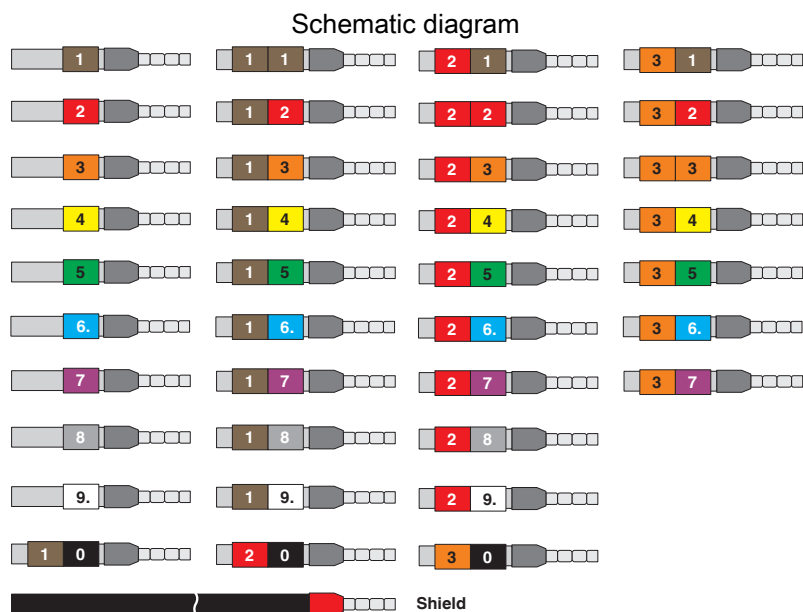 Schematic diagram
1 1 1 2 1 3 1
2 1 2 2 2 3 2
3 1 3 2 3 3 3
4 1 4 2 4 3 4
5 1 5 2 5 3 5
6. 1 6. 2 6. 3 6.
7 1 7 2 7 3 7
8 1 8 2 8
9. 1 9. 2 9.
1 0 2 0 3 0
Shield